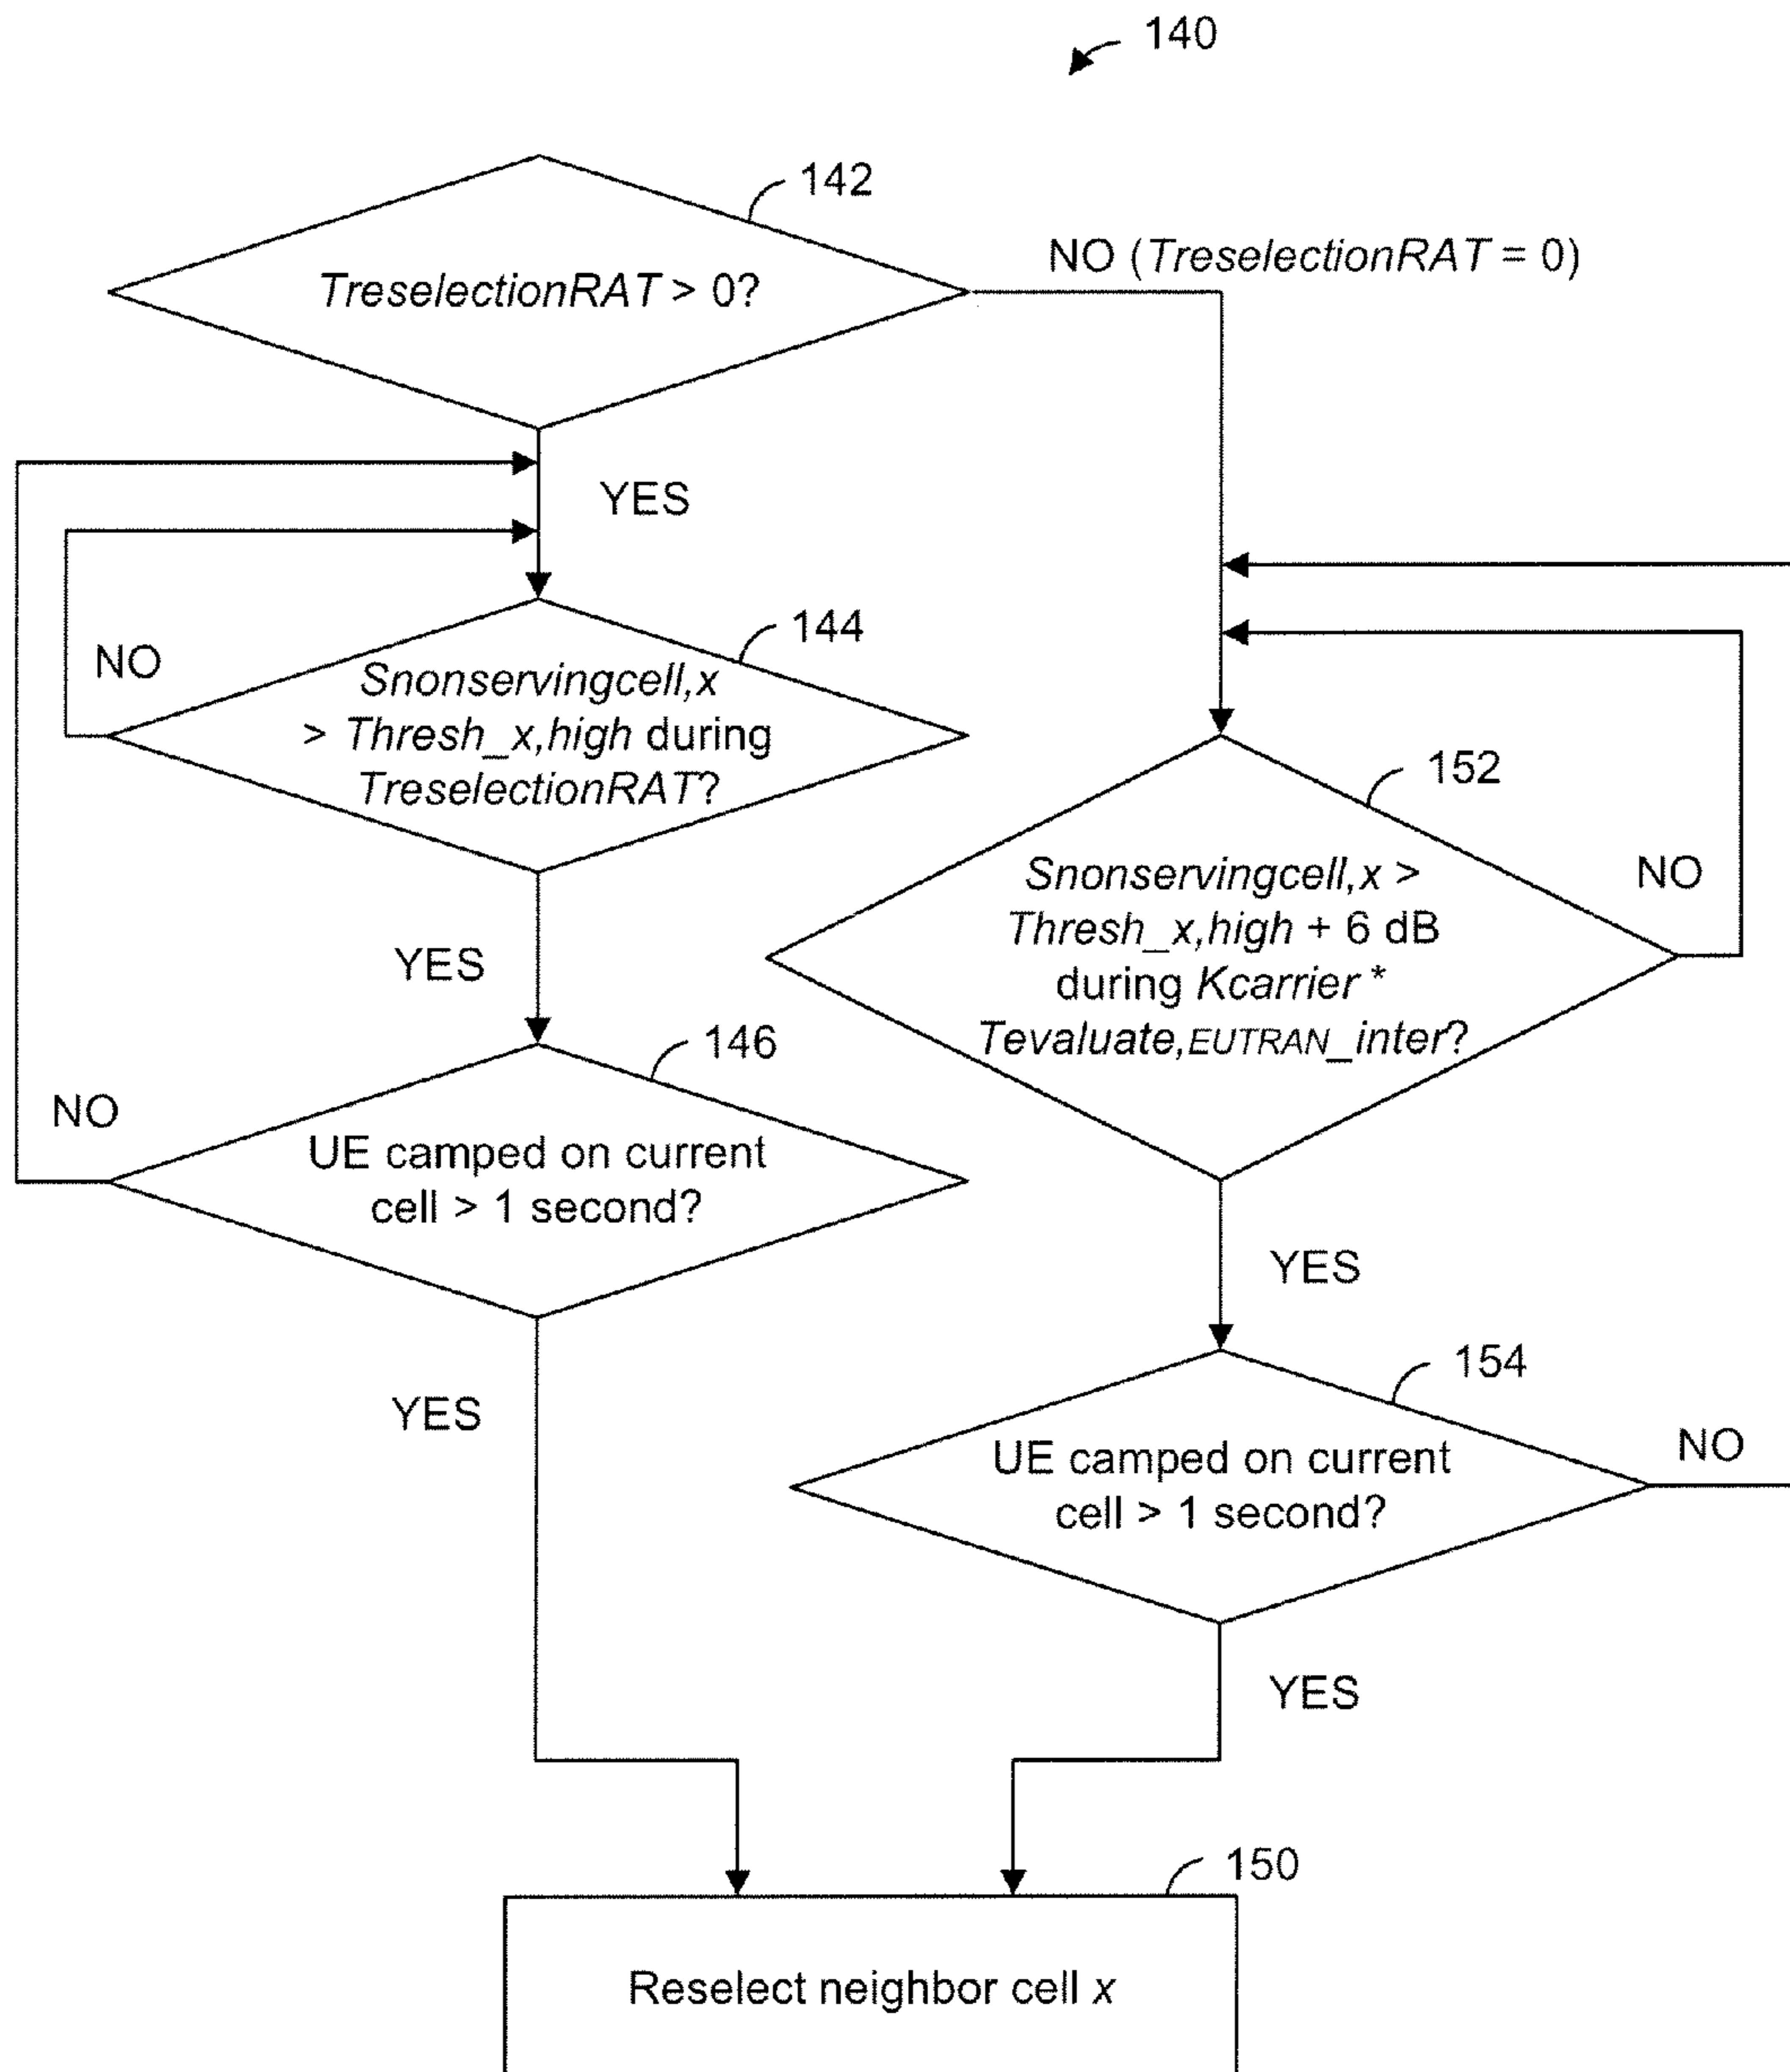 140
142
TreselectionRAT > 0?
NO (TreselectionRAT = 0)
YES
144
NO
Snonservingcell,x
> Thresh_x,high during
TreselectionRAT?
152
Snonservingcell,x >
Thresh_x,high + 6 dB
during Kcarrier *
Tevaluate,EUTRAN_inter?
NO
YES
146
NO
UE camped on current
cell > 1 second?
YES
154
UE camped on current
cell > 1 second?
NO
YES
YES
150
Reselect neighbor cell x